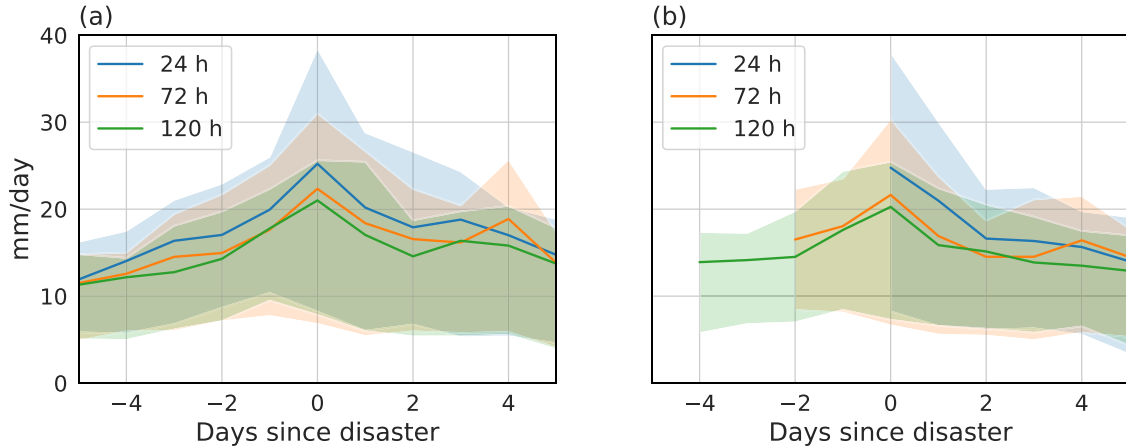 (a)
40
30
20
10
0
mm/day
24 h
72 h
120 h
−4
−2
0
2
4
Days since disaster
(b)
24 h
72 h
120 h
−4
−2
0
2
4
Days since disaster